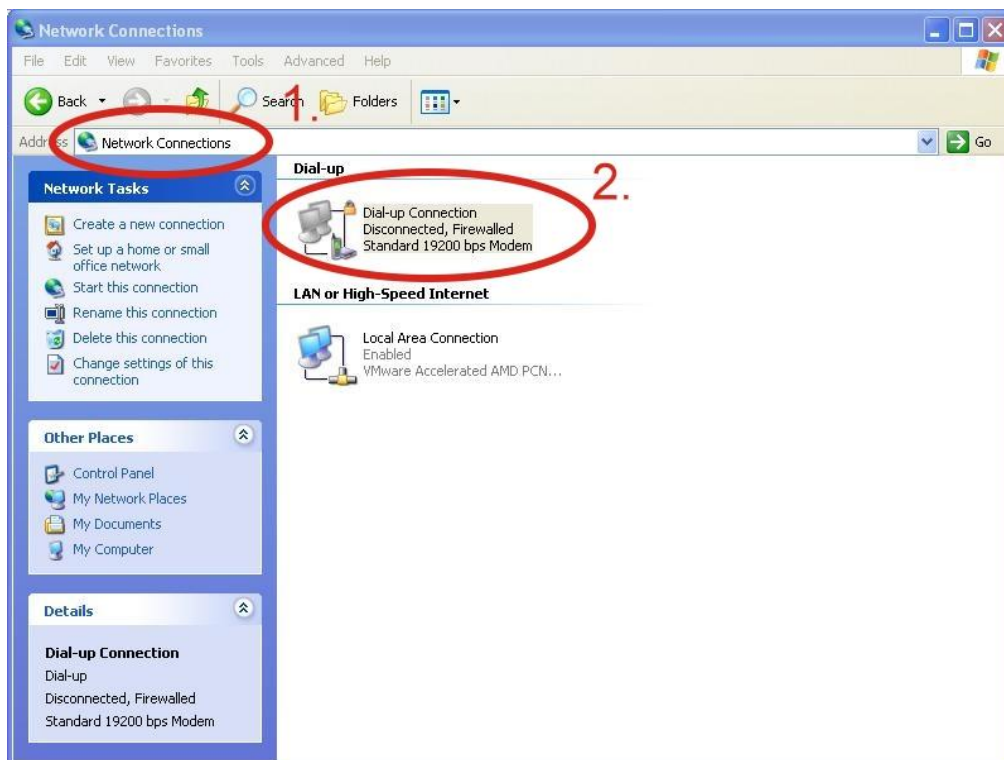 Network Connections
File Edit View Favorites Tools Advanced Help
Back Search Folders
1.
Address Network Connections Go
Network Tasks
Create a new connection
Set up a home or small
office network
Start this connection
Rename this connection
Delete this connection
Change settings of this
connection
Other Places
Control Panel
My Network Places
My Documents
My Computer
Details
Dial-up Connection
Dial-up
Disconnected, Firewalled
Standard 19200 bps Modem
Dial-up
2.
Dial-up Connection
Disconnected, Firewalled
Standard 19200 bps Modem
LAN or High-Speed Internet
Local Area Connection
Enabled
VMware Accelerated AMD PCN...